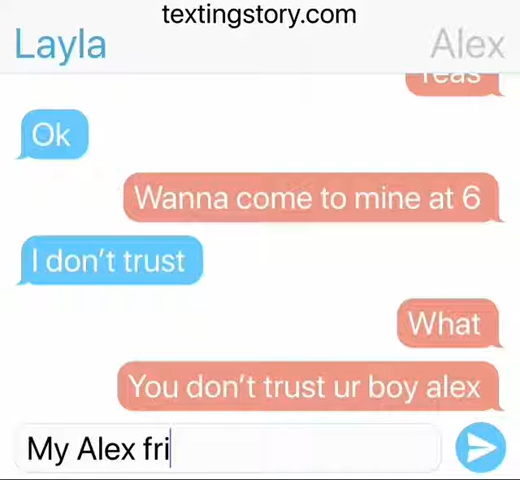 textingstory.com
Layla
Alex
Ok
Wanna come to mine at 6
I don't trust
What
You don't trust ur boy alex
My Alex fri